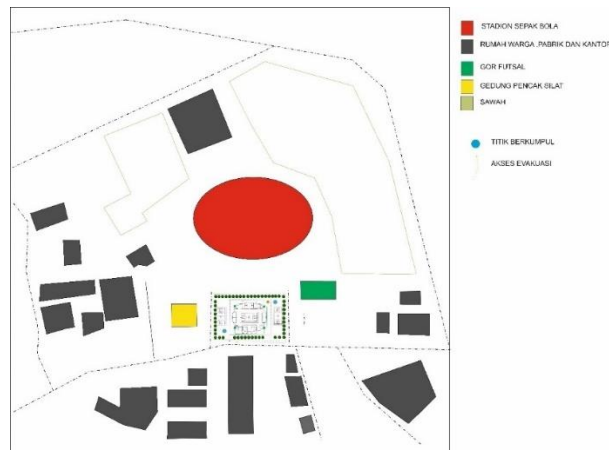 STADION SEPAK BOLA
RUMAH WARGA ,PABRIK DAN KANTOR
GOR FUTSAL
GEDUNG PENCAK SILAT
SAWAH
TITIK BERKUMPUL
AKSES EVAKUASI